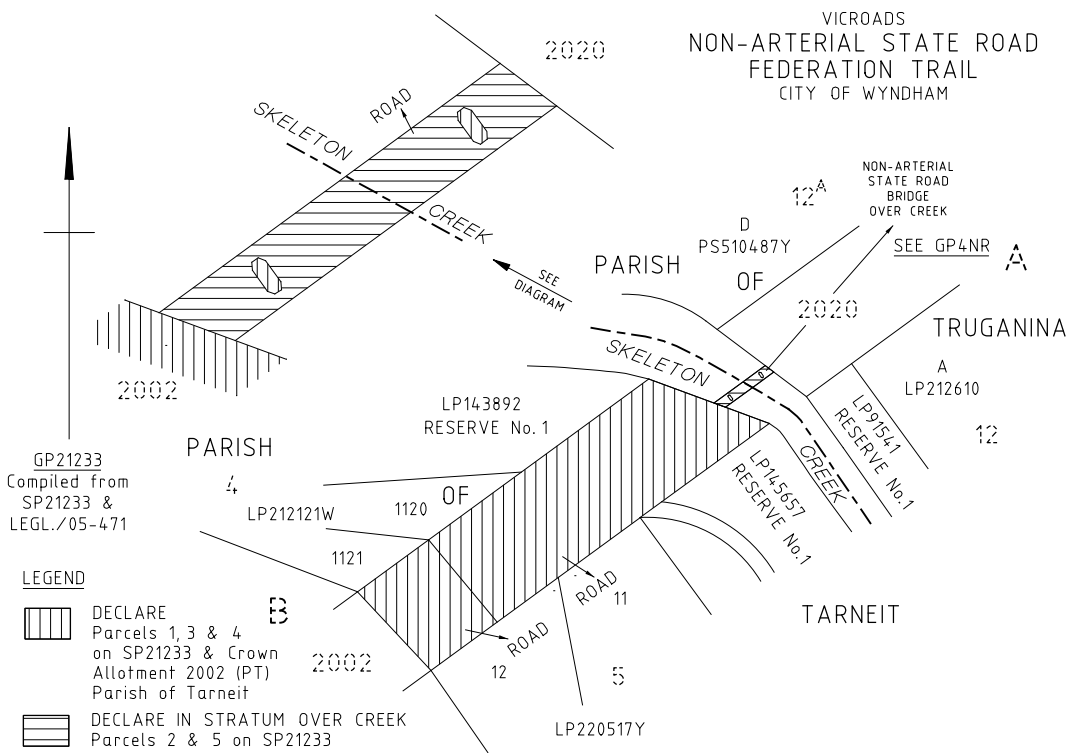 VICROADS
NON-ARTERIAL STATE ROAD
FEDERATION TRAIL
CITY OF WYNDHAM
2020
ROAD
SKELETON
CREEK
2002
SEE
DIAGRAM
NON-ARTERIAL
STATE ROAD
BRIDGE
OVER CREEK
SEE GP4NR
12A
D
PS510487Y
PARISH
OF
A
2020
TRUGANINA
SKELETON
CREEK
A
LP212610
LP91541
RESERVE No.1
12
LP143892
RESERVE No.1
LP145657
RESERVE No.1
PARISH
OF
4
LP212121W
1120
1121
GP21233
Compiled from
SP21233 &
LEGL./05-471
ROAD
11
TARNEIT
B
2002
ROAD
12
5
LP220517Y
LEGEND
DECLARE
Parcels 1,3 & 4
on SP21233 & Crown
Allotment 2002 (PT)
Parish of Tarneit
DECLARE IN STRATUM OVER CREEK
Parcels 2 & 5 on SP21233